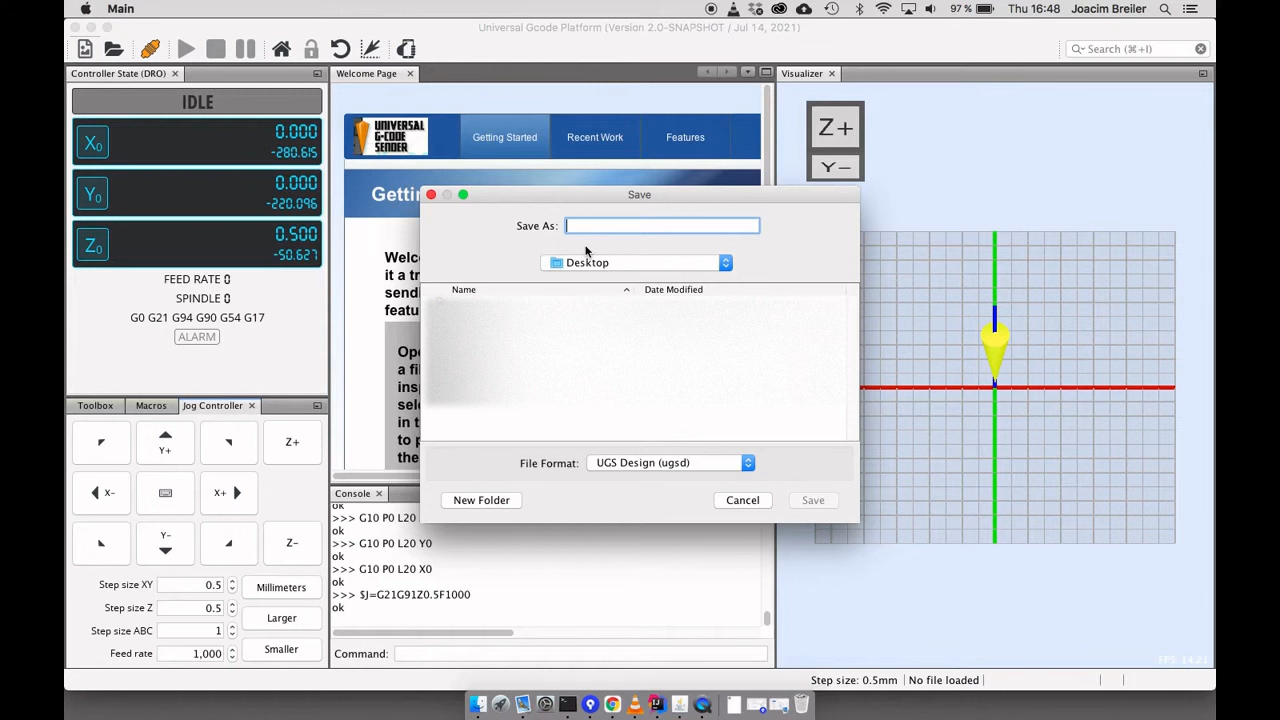 Main
97 %
Thu 16:48
Joacim Breiler
Universal Gcode Platform (Version 2.0-SNAPSHOT / Jul 14, 2021)
Search (⌘+I)
Controller State (DRO)
IDLE
X0
0.000
-280.615
Y0
0.000
-220.096
Z0
0.500
-50.627
FEED RATE 0
SPINDLE 0
G0 G21 G94 G90 G54 G17
ALARM
Toolbox
Macros
Jog Controller
Y+
Z+
X-
X+
Y-
Z-
Step size XY
0.5
Millimeters
Step size Z
0.5
Larger
Step size ABC
1
Feed rate
1,000
Smaller
Welcome Page
UNIVERSAL
G-CODE
SENDER
Getting Started
Recent Work
Features
Getti
Welc
it a tr
sendi
featu
Ope
a fil
insp
sele
in t
to p
the
Save
Save As:
Desktop
Name
Date Modified
File Format:
UGS Design (ugsd)
New Folder
Cancel
Save
Console
ok
>>> G10 P0 L20
ok
>>> G10 P0 L20 Y0
ok
>>> G10 P0 L20 X0
ok
>>> $J=G21G91Z0.5F1000
ok
Command:
Visualizer
Z+
Y-
FPS: 14.21
Step size: 0.5mm
No file loaded